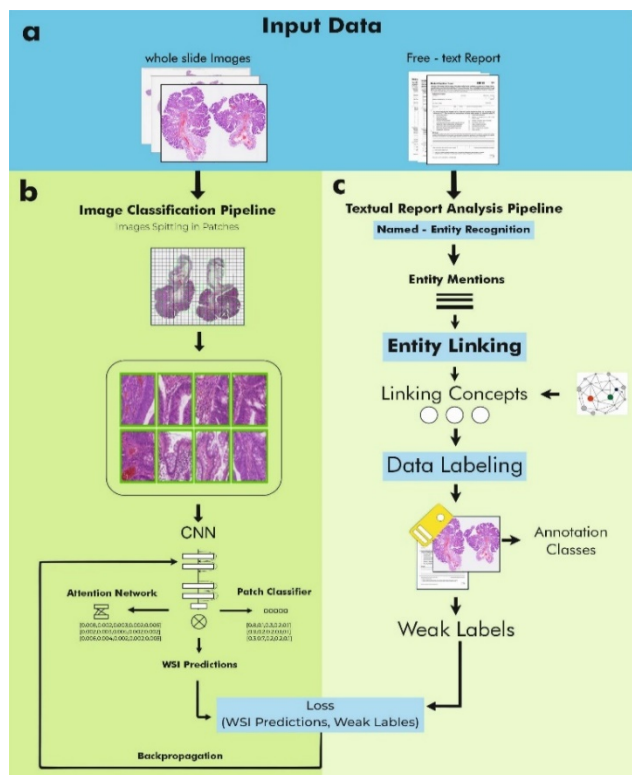 a
Input Data
whole slide Images
Free - text Report
b
Image Classification Pipeline
Images Spitting in Patches
CNN
Attention Network
Patch Classifier
WSI Predictions
Backpropagation
c
Textual Report Analysis Pipeline
Named - Entity Recognition
Entity Mentions
Entity Linking
Linking Concepts
Data Labeling
Annotation
Classes
Weak Labels
Loss
(WSI Predictions, Weak Lables)